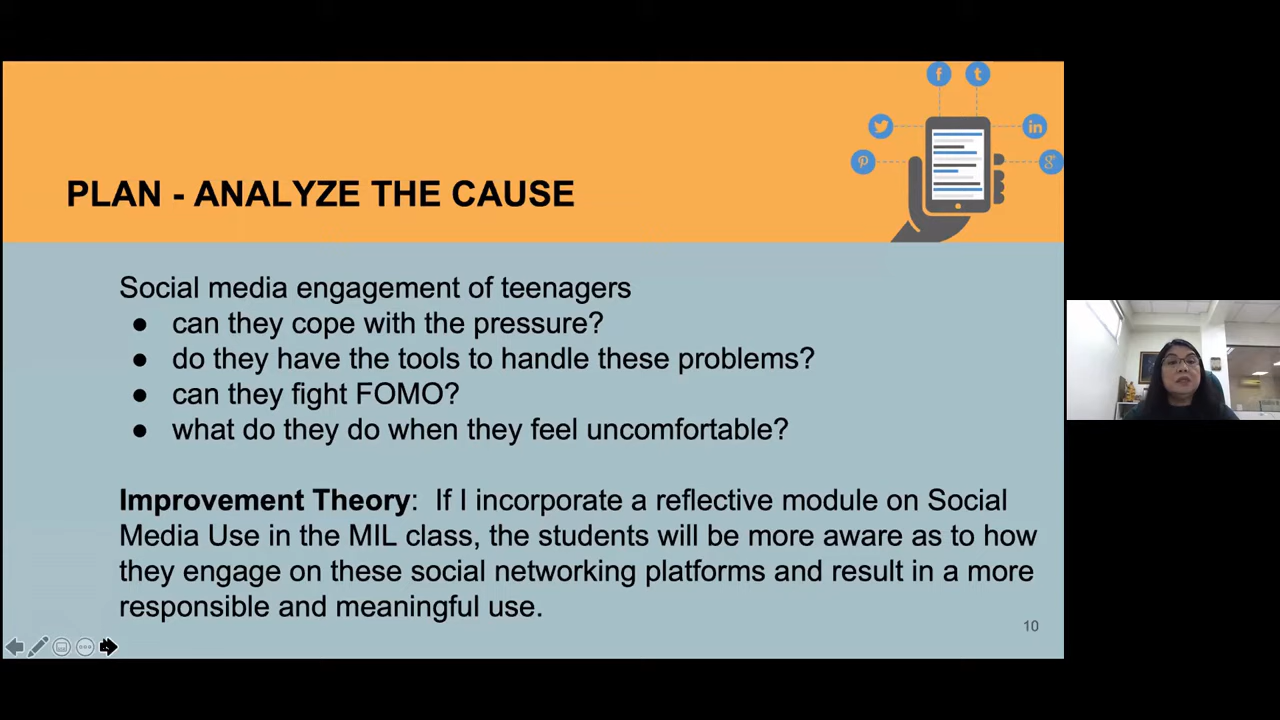 PLAN - ANALYZE THE CAUSE
Social media engagement of teenagers
● can they cope with the pressure?
● do they have the tools to handle these problems?
● can they fight FOMO?
● what do they do when they feel uncomfortable?
Improvement Theory: If I incorporate a reflective module on Social
Media Use in the MIL class, the students will be more aware as to how
they engage on these social networking platforms and result in a more
responsible and meaningful use.
10